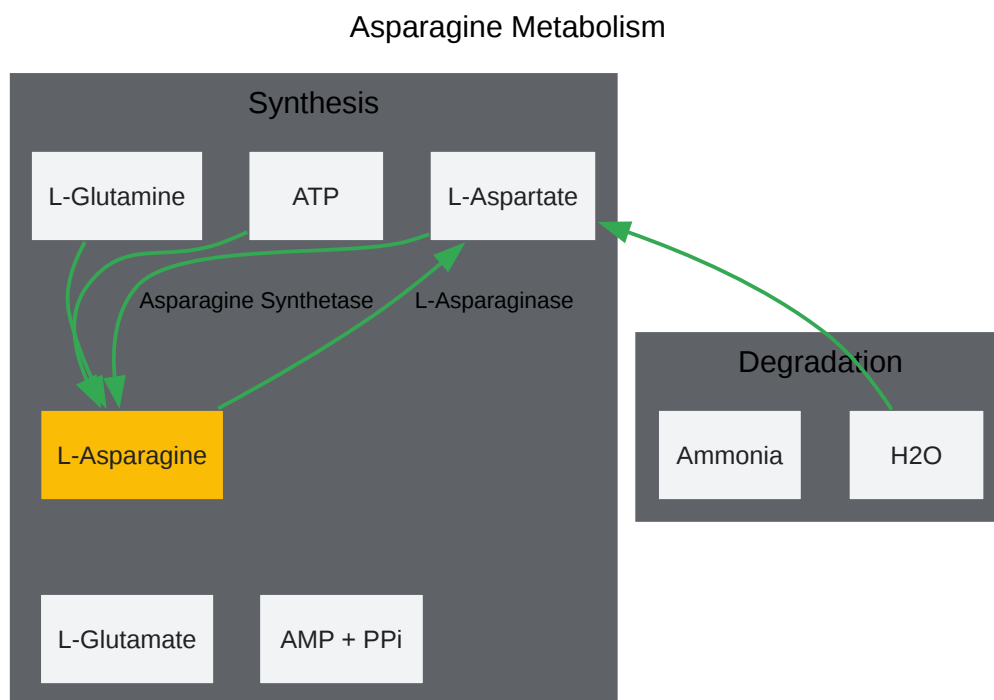 Asparagine Metabolism
Synthesis
L-Glutamine
ATP
L-Aspartate
Asparagine Synthetase
L-Asparaginase
Degradation
L-Asparagine
Ammonia
H2O
L-Glutamate
AMP + PPi